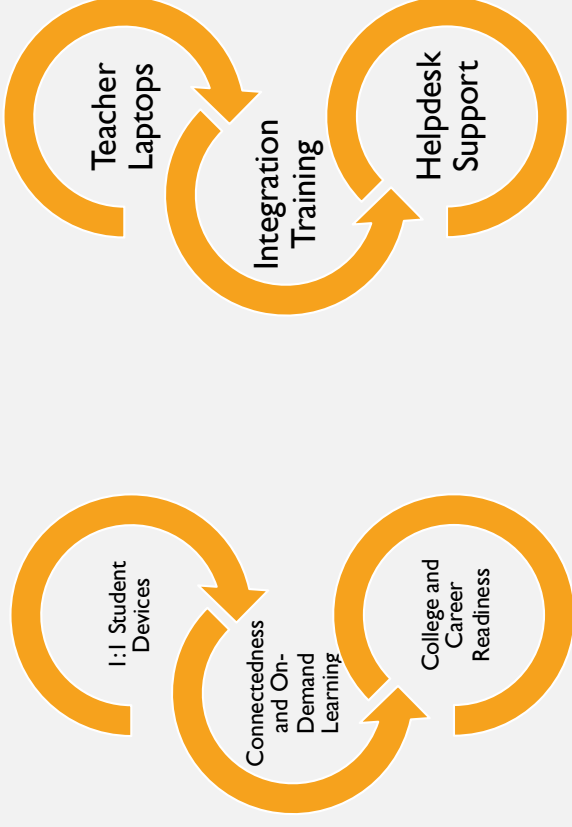 Teacher
Laptops
Integration
Training
Helpdesk
Support
1:1 Student
Devices
Connectedness
and On-
Demand
Learning
College and
Career
Readiness